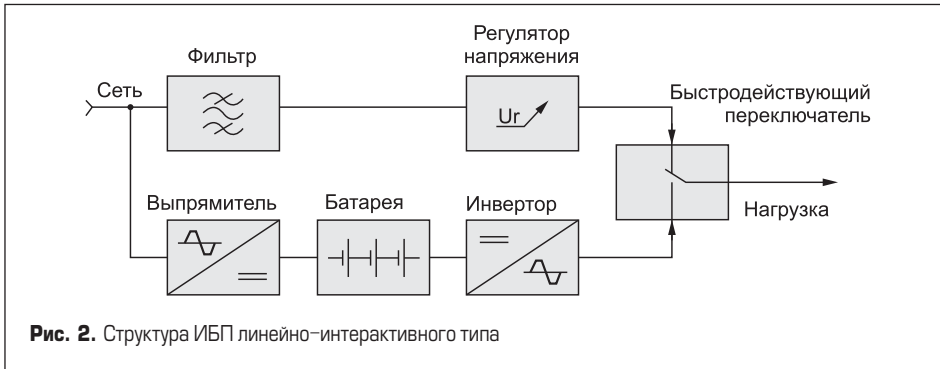 Фильтр
Регулятор
напряжения
Сеть
Быстродействующий
переключатель
Ur
Выпрямитель
Батарея
Инвертор
Нагрузка
Рис. 2. Структура ИБП линейно-интерактивного типа